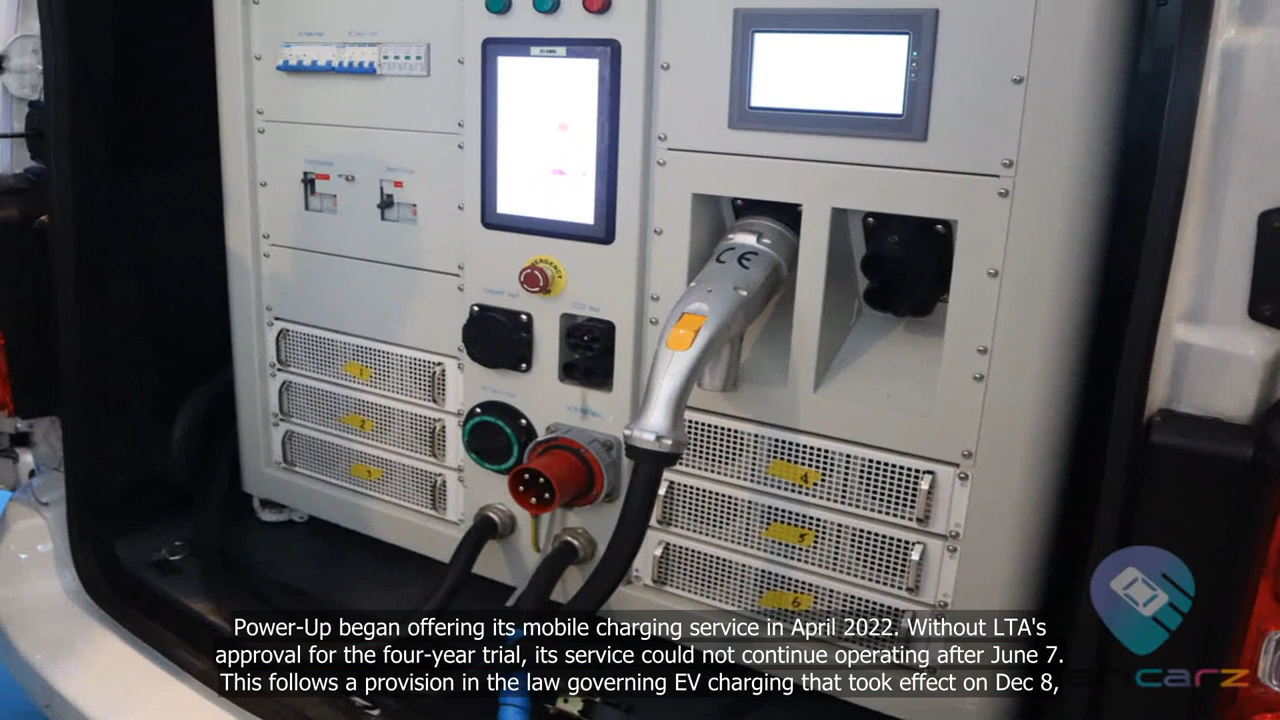 EMERGENCY
CE
1
2
3
4
5
6
Power-Up began offering its mobile charging service in April 2022. Without LTA's
approval for the four-year trial, its service could not continue operating after June 7.
This follows a provision in the law governing EV charging that took effect on Dec 8,
carz